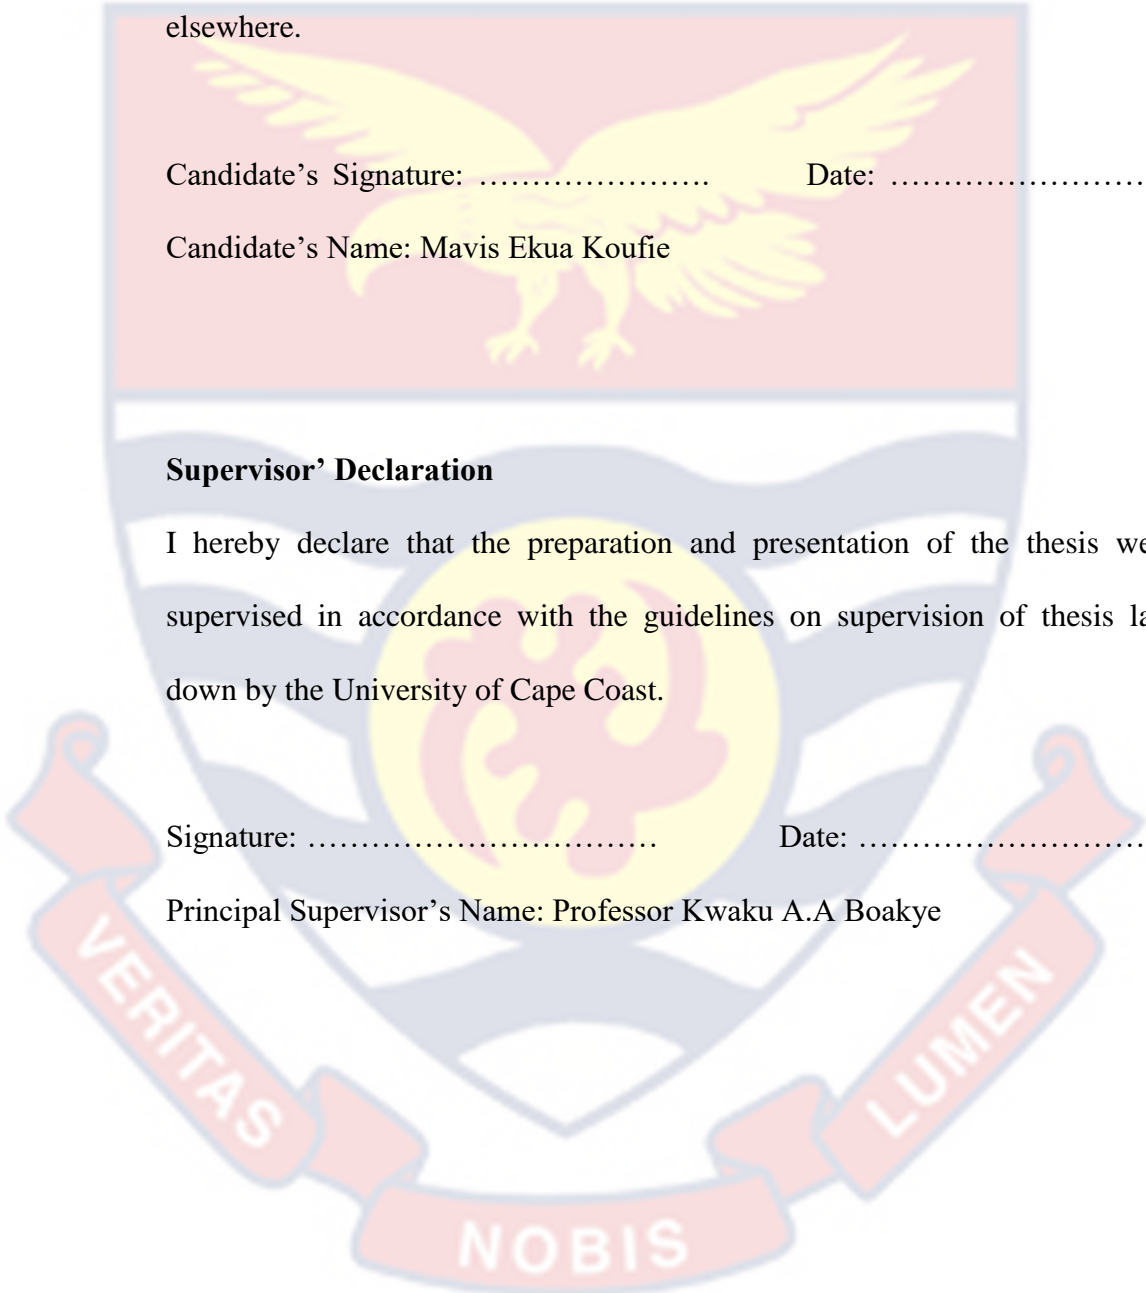 elsewhere.
Candidate’s Signature: ………………….
Date: …………………….
Candidate’s Name: Mavis Ekua Koufie
Supervisor’ Declaration
I hereby declare that the preparation and presentation of the thesis we
supervised in accordance with the guidelines on supervision of thesis la
down by the University of Cape Coast.
Signature: ……………………………
Date: ………………………
Principal Supervisor’s Name: Professor Kwaku A.A Boakye
VERITAS
NOBIS
LUMEN